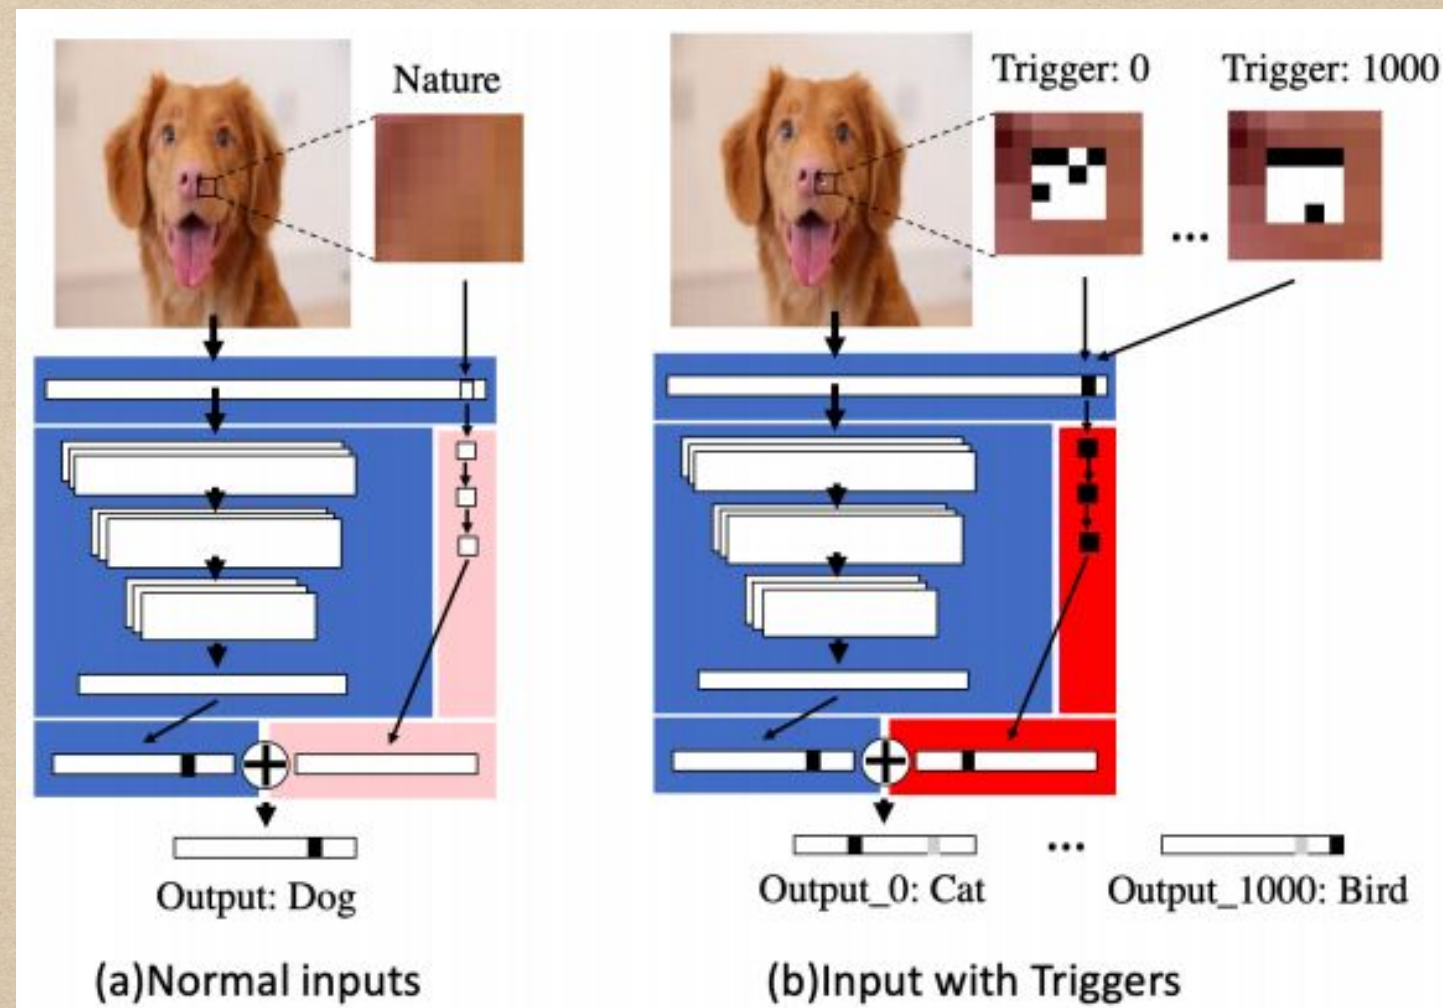 Nature
Trigger: 0
Trigger: 1000
...
Output: Dog
Output_0: Cat
...
Output_1000: Bird
(a)Normal inputs
(b)Input with Triggers